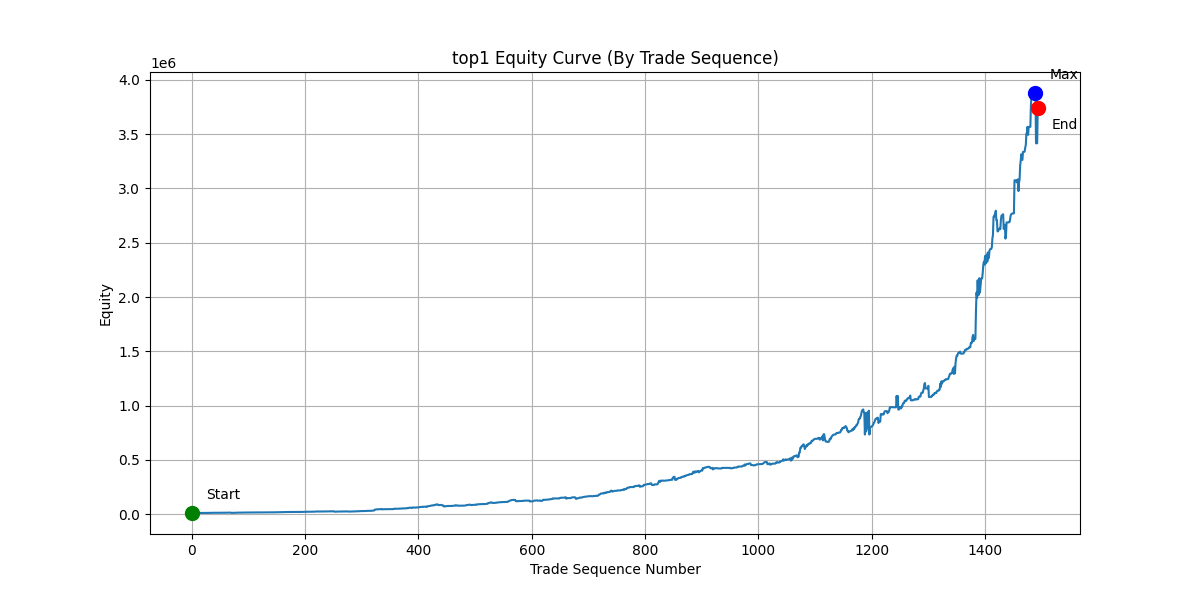 top1 Equity Curve (By Trade Sequence)
1e6
Max
4.0
End
3.5
3.0
2.5
2.0
1.5
1.0
0.5
Start
0.0
Equity
0
200
400
600
800
1000
1200
1400
Trade Sequence Number